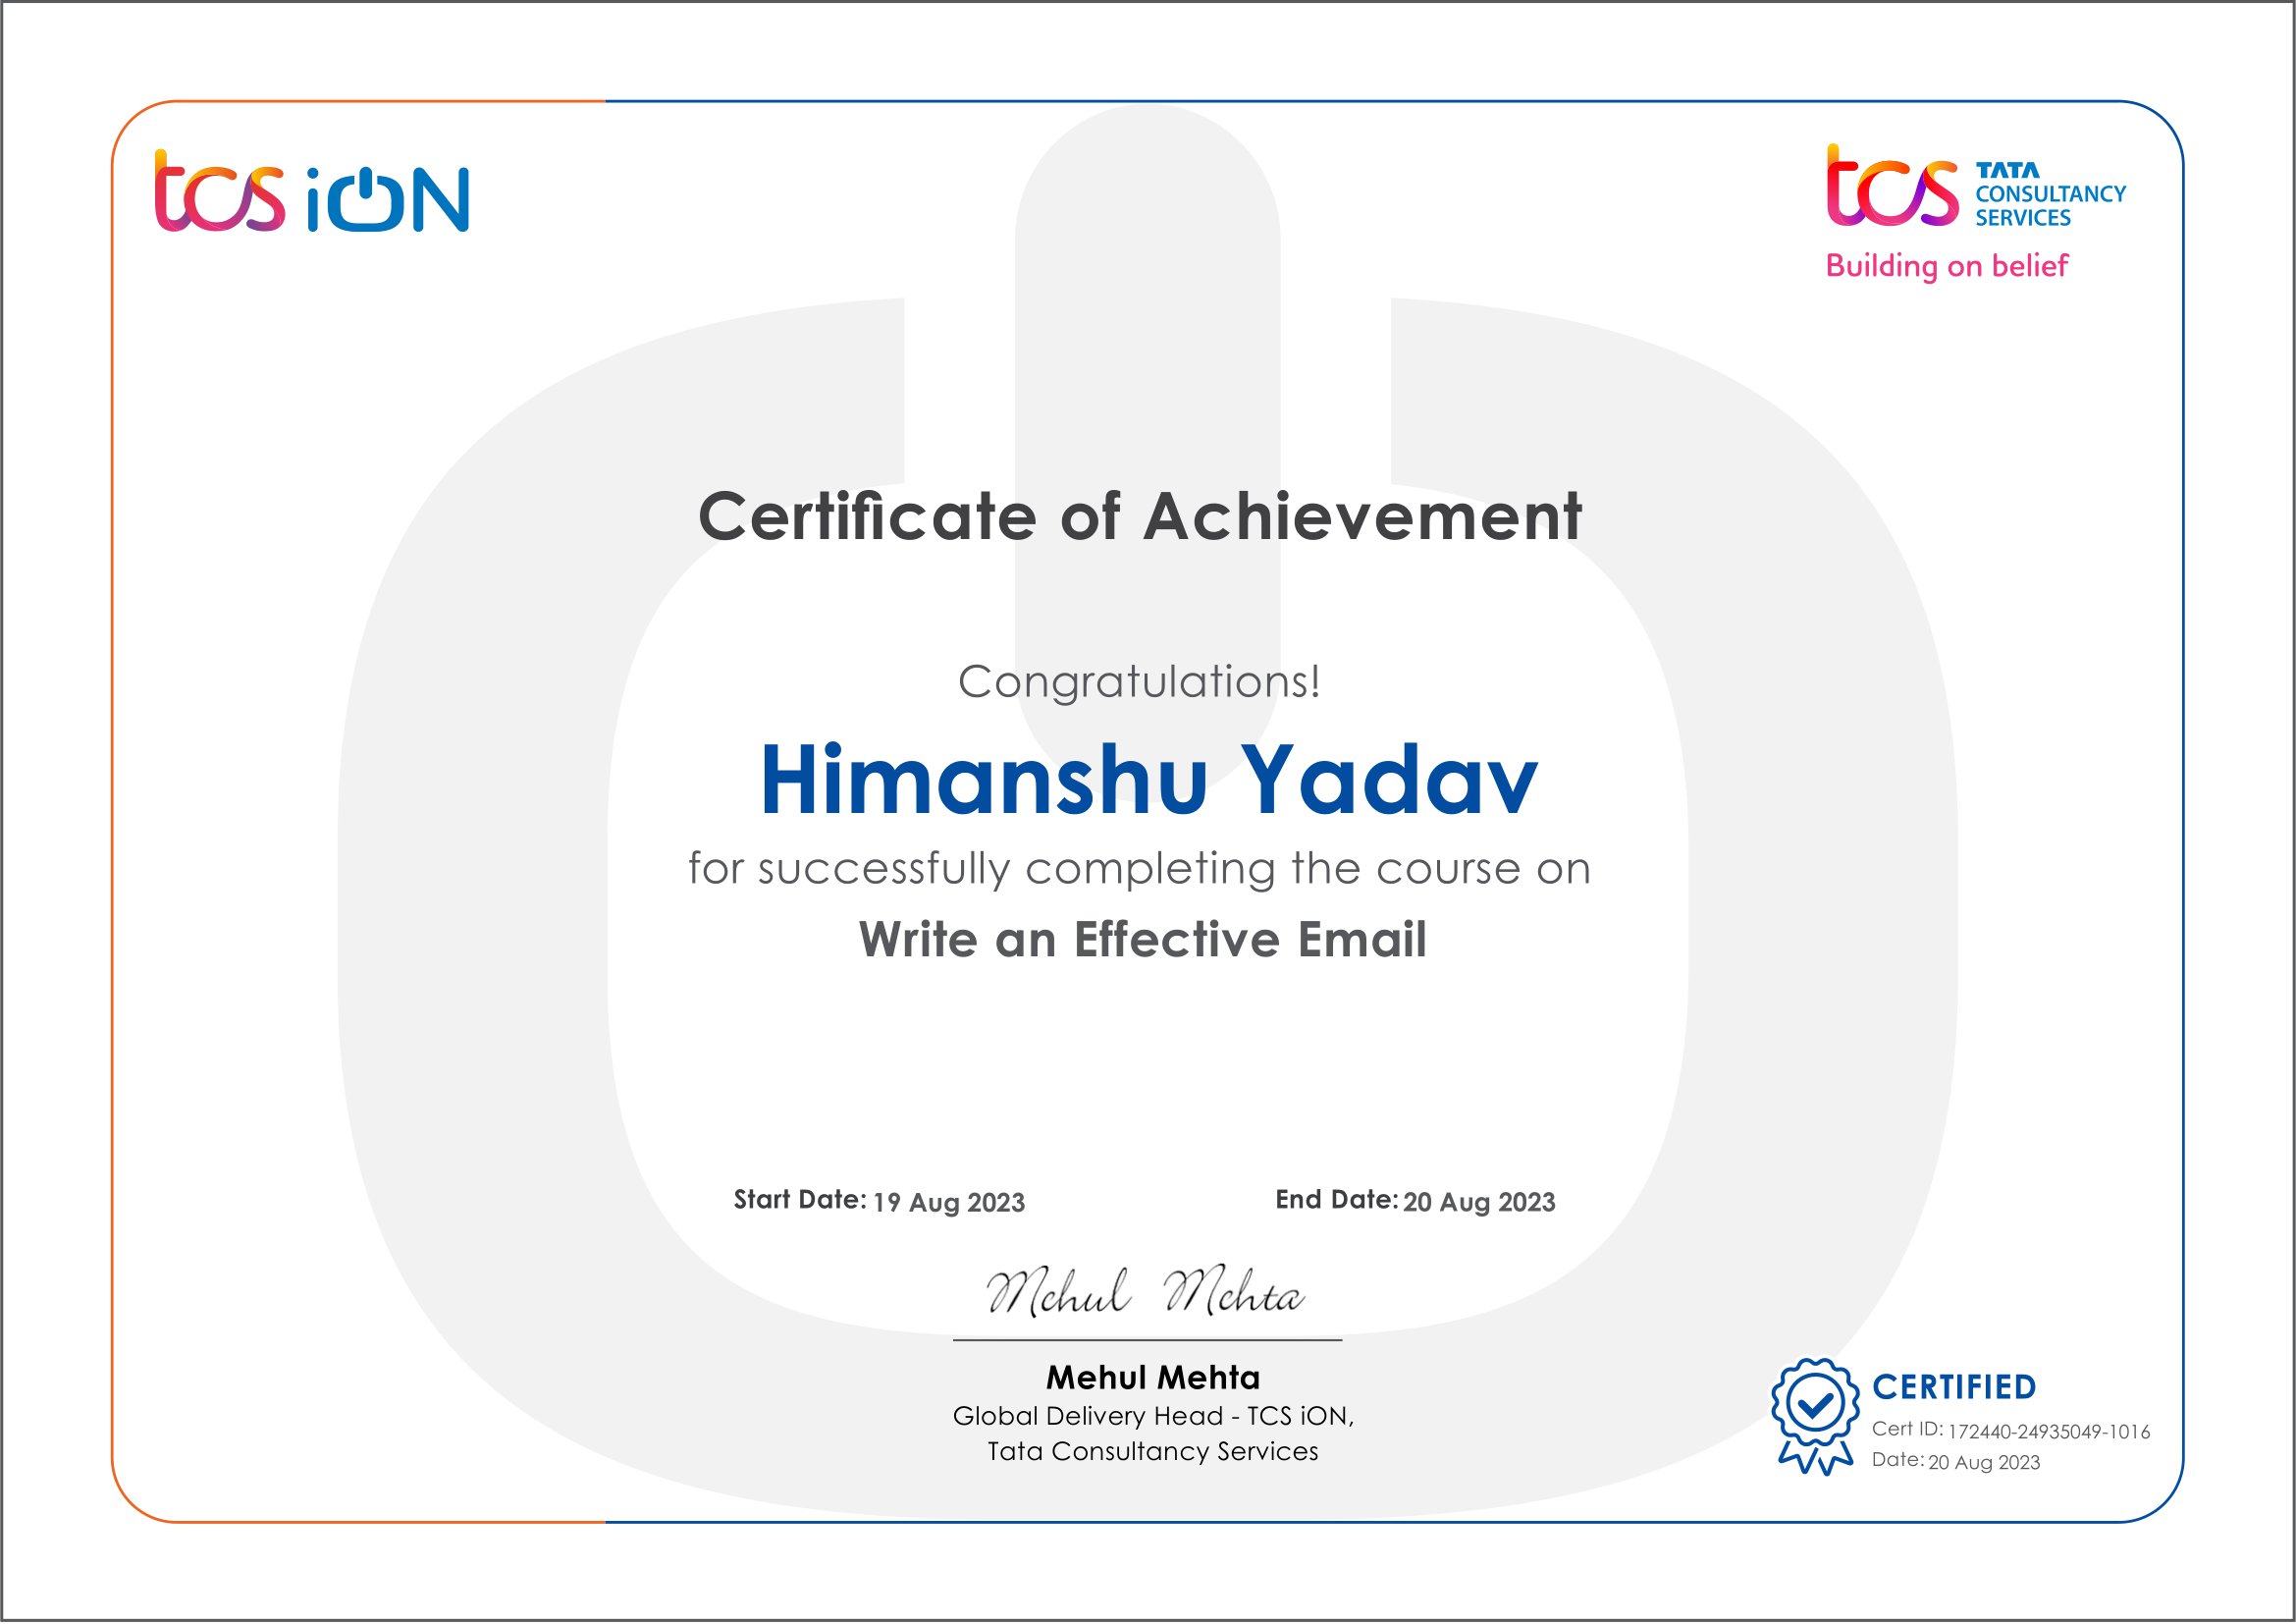 tcs iON
tcs TATA
CONSULTANCY
SERVICES
Building on belief
Certificate of Achievement
Congratulations!
Himanshu Yadav
for successfully completing the course on
Write an Effective Email
Start Date: 19 Aug 2023 End Date: 20 Aug 2023
Mehul Mehta
Mehul Mehta
Global Delivery Head - TCS iON,
Tata Consultancy Services
CERTIFIED
Cert ID: 172440-24935049-1016
Date: 20 Aug 2023